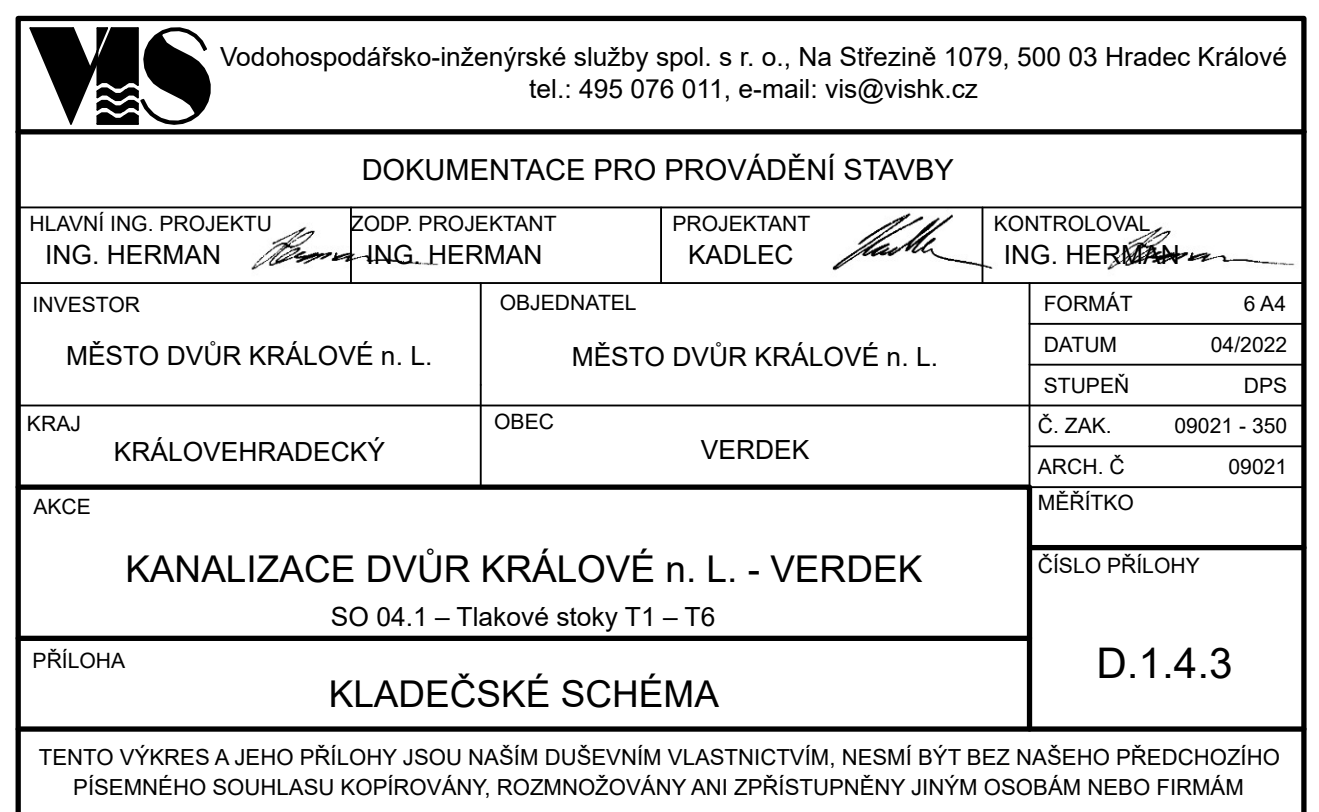 VIS
Vodohospodářsko-inženýrské služby spol. s r. o., Na Střezině 1079, 500 03 Hradec Králové
tel.: 495 076 011, e-mail: vis@vishk.cz
DOKUMENTACE PRO PROVÁDĚNÍ STAVBY
HLAVNÍ ING. PROJEKTU
ING. HERMAN
ZODP. PROJEKTANT
ING. HERMAN
PROJEKTANT
KADLEC
KONTROLOVAL
ING. HERMAN
INVESTOR
MĚSTO DVŮR KRÁLOVÉ n. L.
OBJEDNATEL
MĚSTO DVŮR KRÁLOVÉ n. L.
FORMÁT 6 A4
DATUM 04/2022
STUPEŇ DPS
KRAJ
KRÁLOVEHRADECKÝ
OBEC
VERDEK
Č. ZAK. 09021 - 350
ARCH. Č 09021
AKCE
KANALIZACE DVŮR KRÁLOVÉ n. L. - VERDEK
SO 04.1 – Tlakové stoky T1 – T6
MĚŘÍTKO
ČÍSLO PŘÍLOHY
D.1.4.3
PŘÍLOHA
KLADEČSKÉ SCHÉMA
TENTO VÝKRES A JEHO PŘÍLOHY JSOU NAŠÍM DUŠEVNÍM VLASTNICTVÍM, NESMÍ BÝT BEZ NAŠEHO PŘEDCHOZÍHO
PÍSEMNÉHO SOUHLASU KOPÍROVÁNY, ROZMNOŽOVÁNY ANI ZPŘÍSTUPNĚNY JINÝM OSOBÁM NEBO FIRMÁM